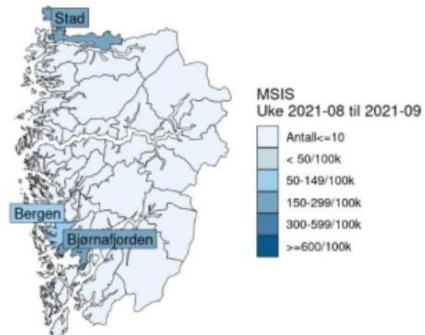 Stad
MSIS
Uke 2021-08 til 2021-09
Antall<=10
< 50/100k
50-149/100k
150-299/100k
300-599/100k
>=600/100k
Bergen
Bjørnafjorden